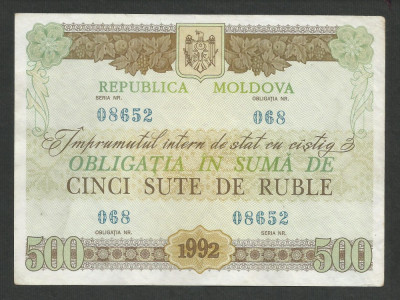 REPUBLICA MOLDOVA
SERIA NR. OBLIGAȚIA NR.
08652 068
Împrumutul intern de stat cu cîștig
OBLIGAȚIA ÎN SUMĂ DE
CINCI SUTE DE RUBLE
068 08652
OBLIGAȚIA NR. SERIA NR.
500 1992 500